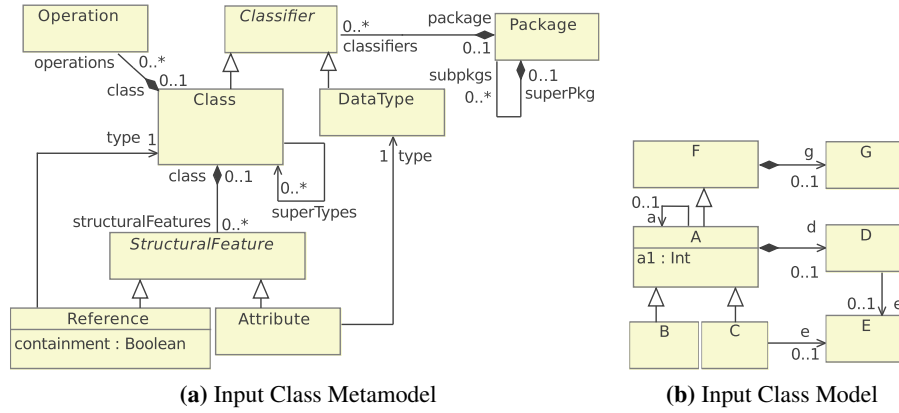 Operation
Classifier
Package
package
0..*
classifiers
0..1
operations
0..*
class
0..1
subpkgs
0..*
0..1
superPkg
Class
DataType
type
1
1
type
class
0..1
0..*
superTypes
structuralFeatures
0..*
StructuralFeature
Reference
containment : Boolean
Attribute
(a) Input Class Metamodel
F
g
0..1
G
0..1
a
A
a1 : Int
d
0..1
D
0..1
e
B
C
e
0..1
E
(b) Input Class Model